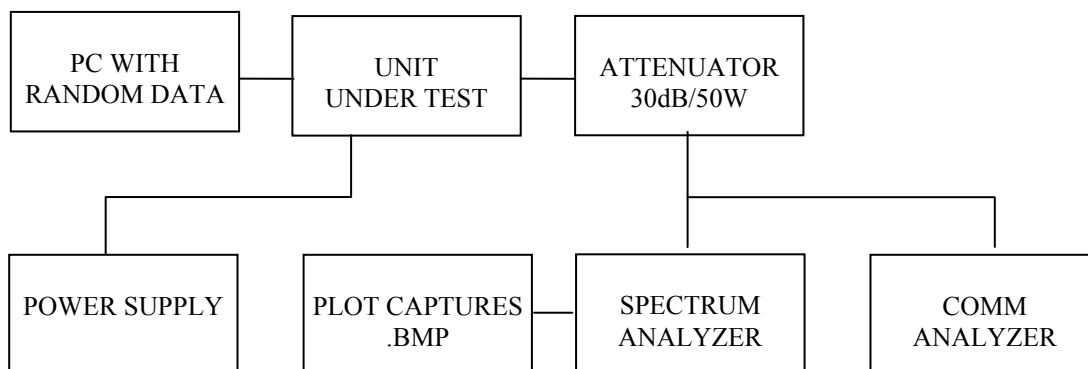 PC WITH
RANDOM DATA
UNIT
UNDER TEST
ATTENUATOR
30dB/50W
POWER SUPPLY
PLOT CAPTURES
.BMP
SPECTRUM
ANALYZER
COMM
ANALYZER